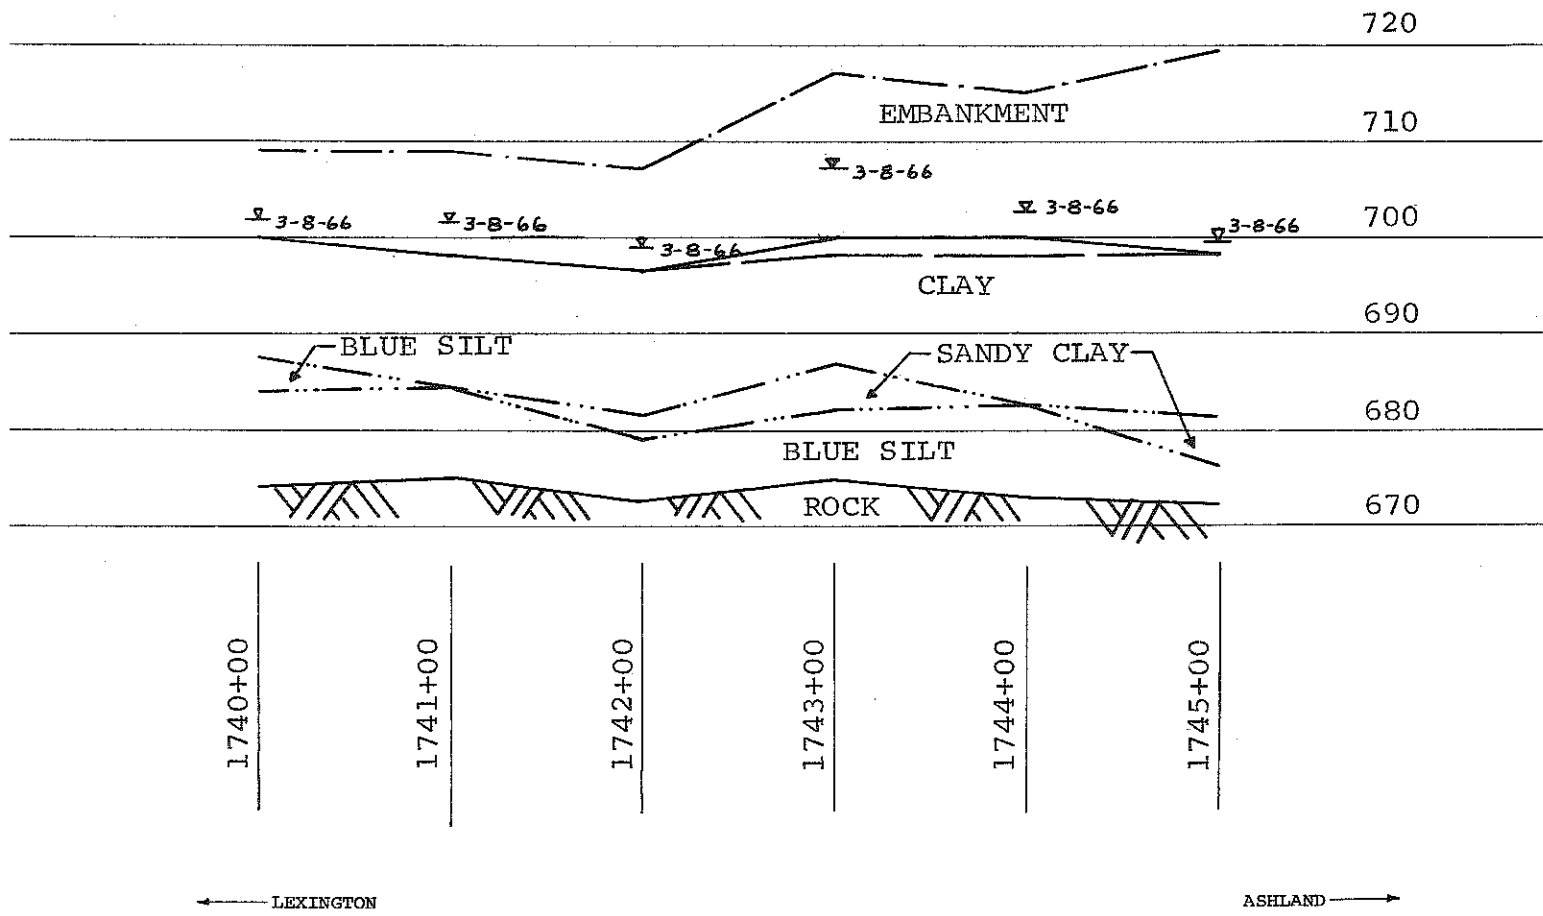 720
EMBANKMENT
710
3-8-66
3-8-66
3-8-66
3-8-66
700
3-8-66
3-8-66
CLAY
690
BLUE SILT
SANDY CLAY
680
BLUE SILT
ROCK
670
1740+00
1741+00
1742+00
1743+00
1744+00
1745+00
LEXINGTON
ASHLAND